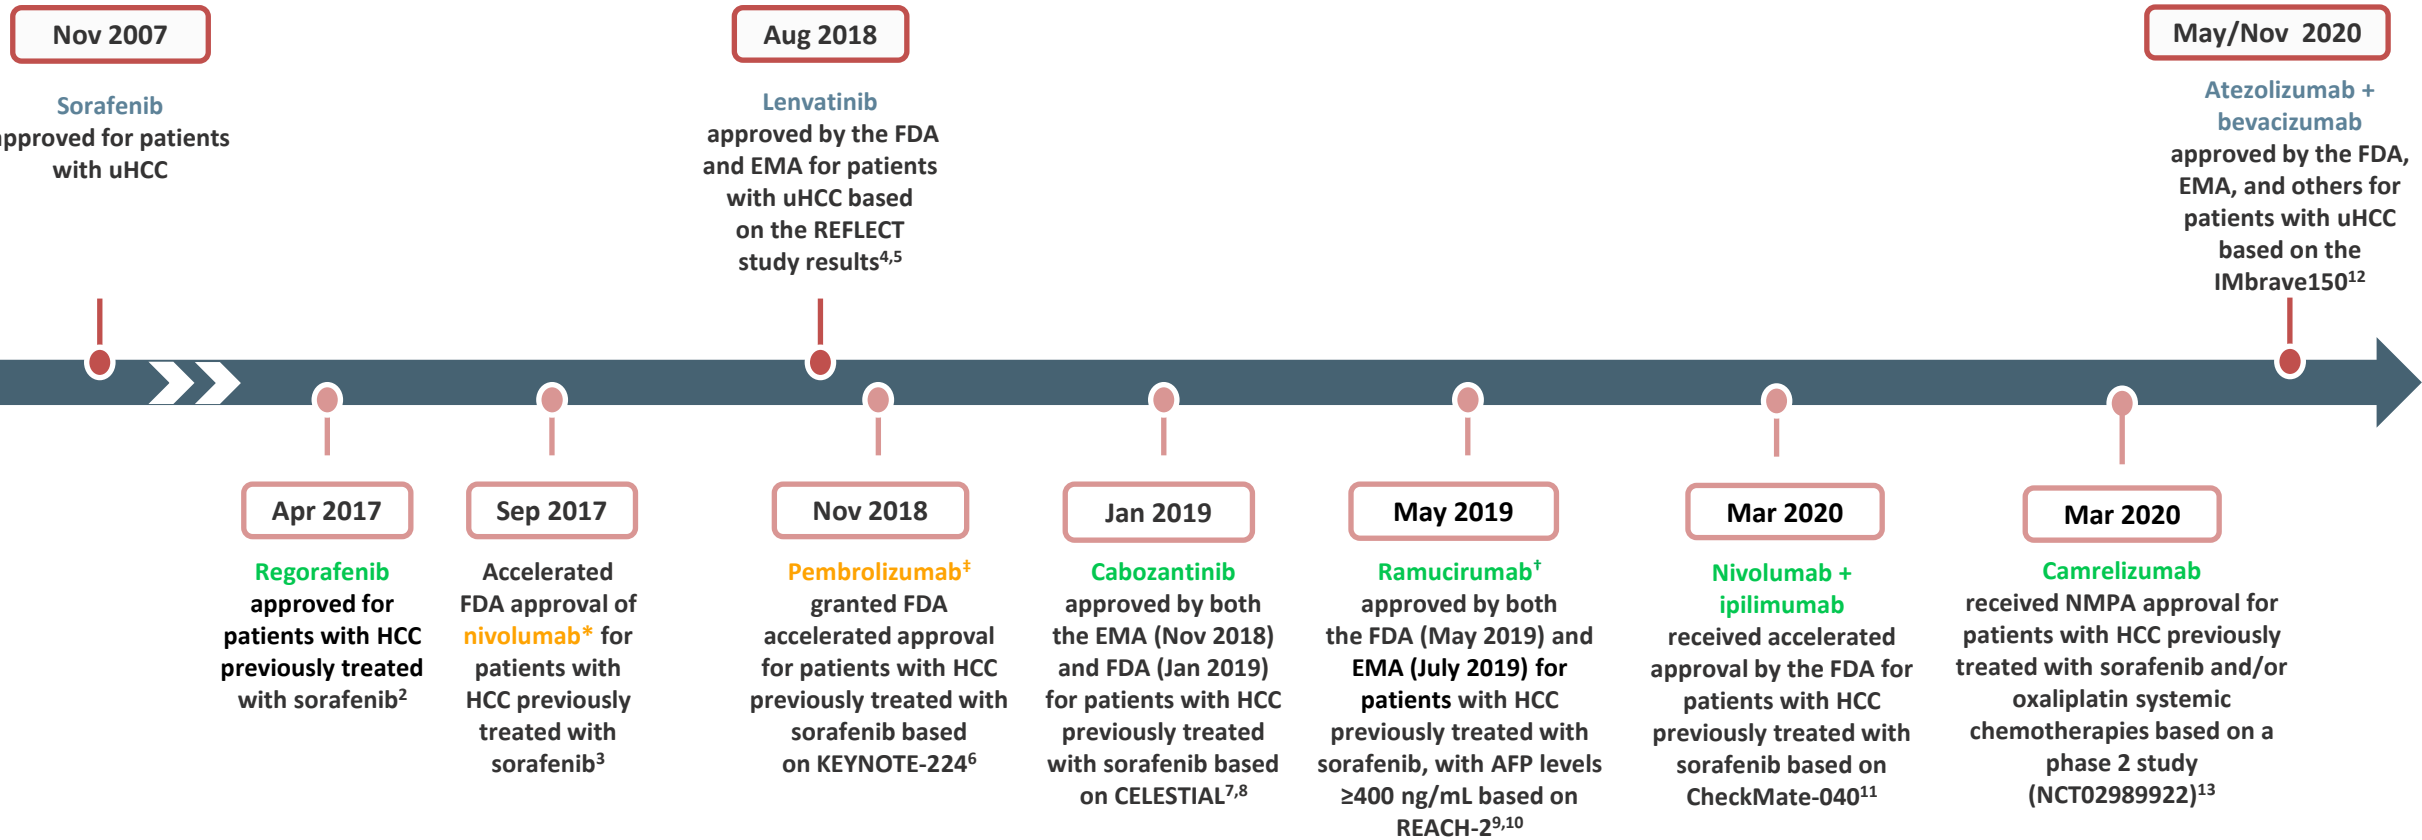 Nov 2007
Sorafenib
approved for patients
with uHCC
Aug 2018
Lenvatinib
approved by the FDA
and EMA for patients
with uHCC based
on the REFLECT
study results4,5
May/Nov 2020
Atezolizumab +
bevacizumab
approved by the FDA,
EMA, and others for
patients with uHCC
based on the
IMbrave15012
Apr 2017
Regorafenib
approved for
patients with HCC
previously treated
with sorafenib2
Sep 2017
Accelerated
FDA approval of
nivolumab* for
patients with
HCC previously
treated with
sorafenib3
Nov 2018
Pembrolizumab‡
granted FDA
accelerated approval
for patients with HCC
previously treated with
sorafenib based
on KEYNOTE-2246
Jan 2019
Cabozantinib
approved by both
the EMA (Nov 2018)
and FDA (Jan 2019)
for patients with HCC
previously treated
with sorafenib based
on CELESTIAL7,8
May 2019
Ramucirumab†
approved by both
the FDA (May 2019) and
EMA (July 2019) for
patients with HCC
previously treated with
sorafenib, with AFP levels
≥400 ng/mL based on
REACH-29,10
Mar 2020
Nivolumab +
ipilimumab
received accelerated
approval by the FDA for
patients with HCC
previously treated with
sorafenib based on
CheckMate-04011
Mar 2020
Camrelizumab
received NMPA approval for
patients with HCC previously
treated with sorafenib and/or
oxaliplatin systemic
chemotherapies based on a
phase 2 study
(NCT02989922)13